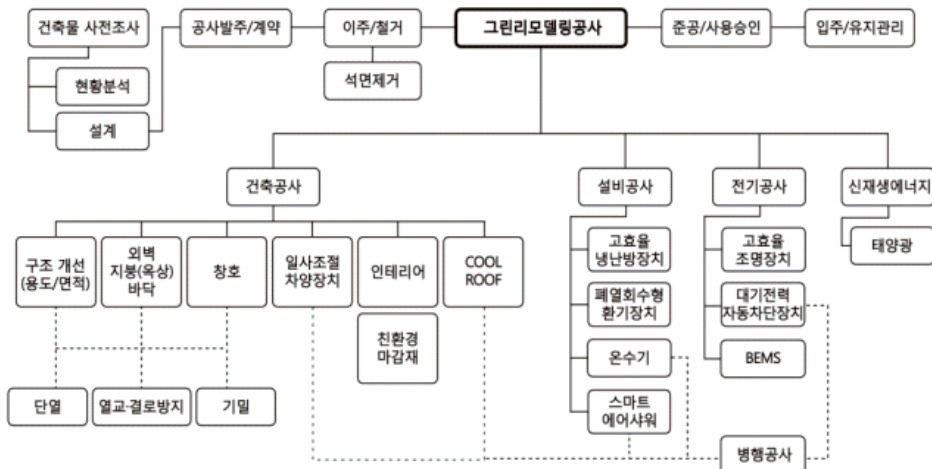 건축물 사전조사
공사발주/계약
이주/철거
그린리모델링공사
준공/사용승인
입주/유지관리
현황분석
석면제거
설계
건축공사
설비공사
전기공사
신재생에너지
구조 개선
(용도/면적)
외벽
지붕(옥상)
바닥
창호
일사조절
차양장치
인테리어
COOL
ROOF
고효율
냉난방장치
고효율
조명장치
태양광
폐열회수형
환기장치
대기전력
자동차단장치
친환경
마감재
온수기
BEMS
단열
열교·결로방지
기밀
스마트
에어샤워
병행공사